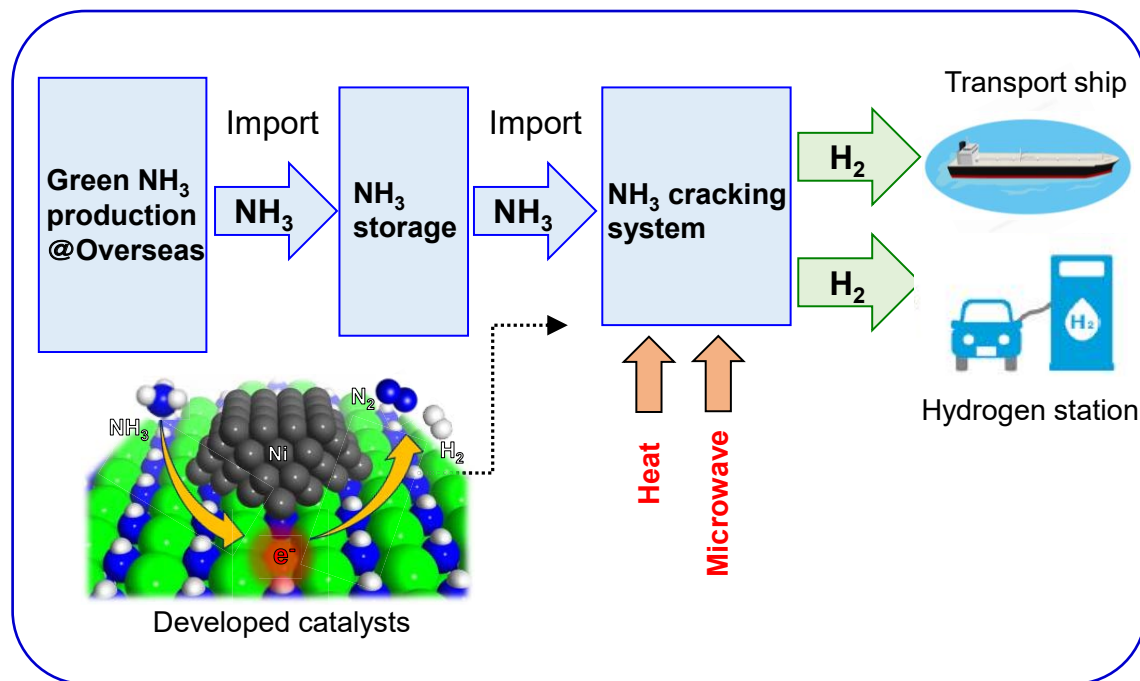 Green NH₃
production
@Overseas
Import
NH₃
NH₃
storage
Import
NH₃
NH₃ cracking
system
H₂
H₂
Transport ship
H₂
Hydrogen station
Heat
Microwave
NH₃
Ni
N₂
H₂
e⁻
Developed catalysts